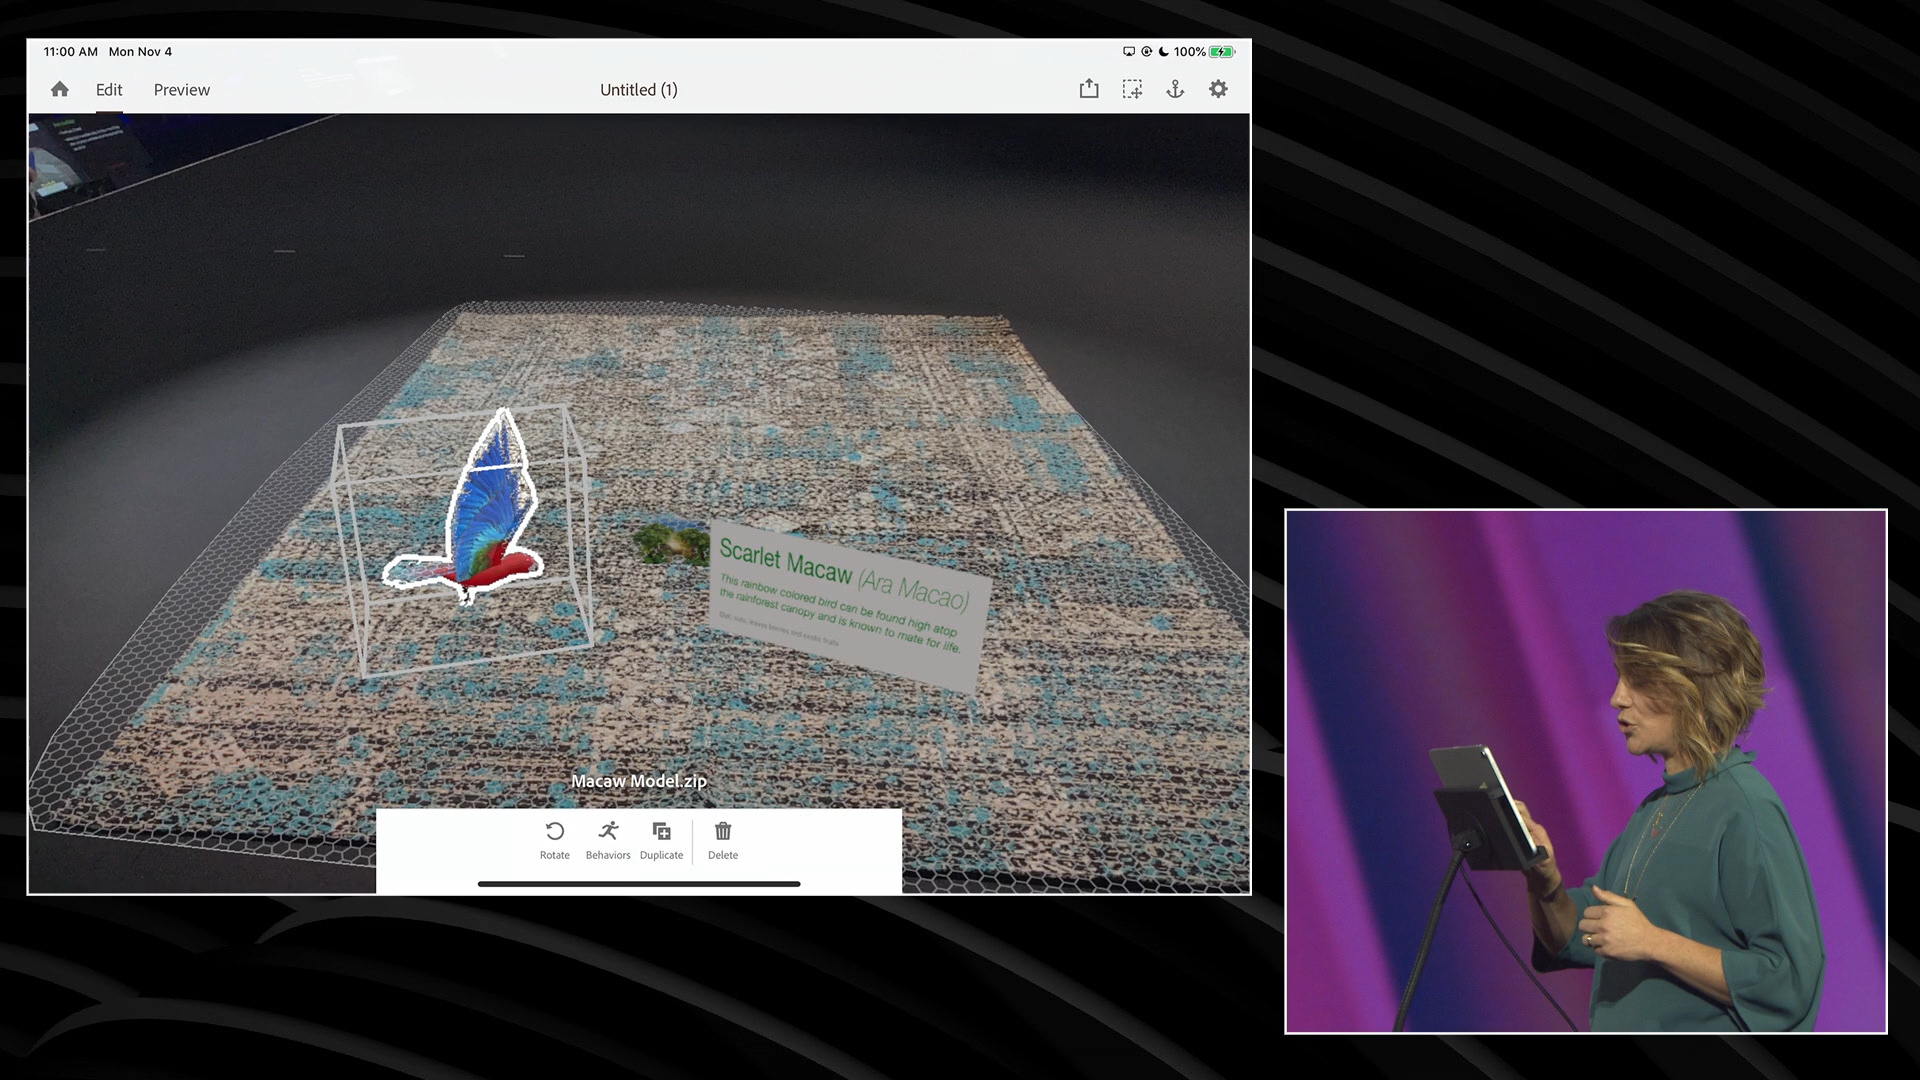 11:00 AM Mon Nov 4
100%
Edit Preview Untitled (1)
Scarlet Macaw (Ara Macao)
This rainbow colored bird can be found high atop
the rainforest canopy and is known to mate for life.
Macaw Model.zip
Rotate Behaviors Duplicate Delete